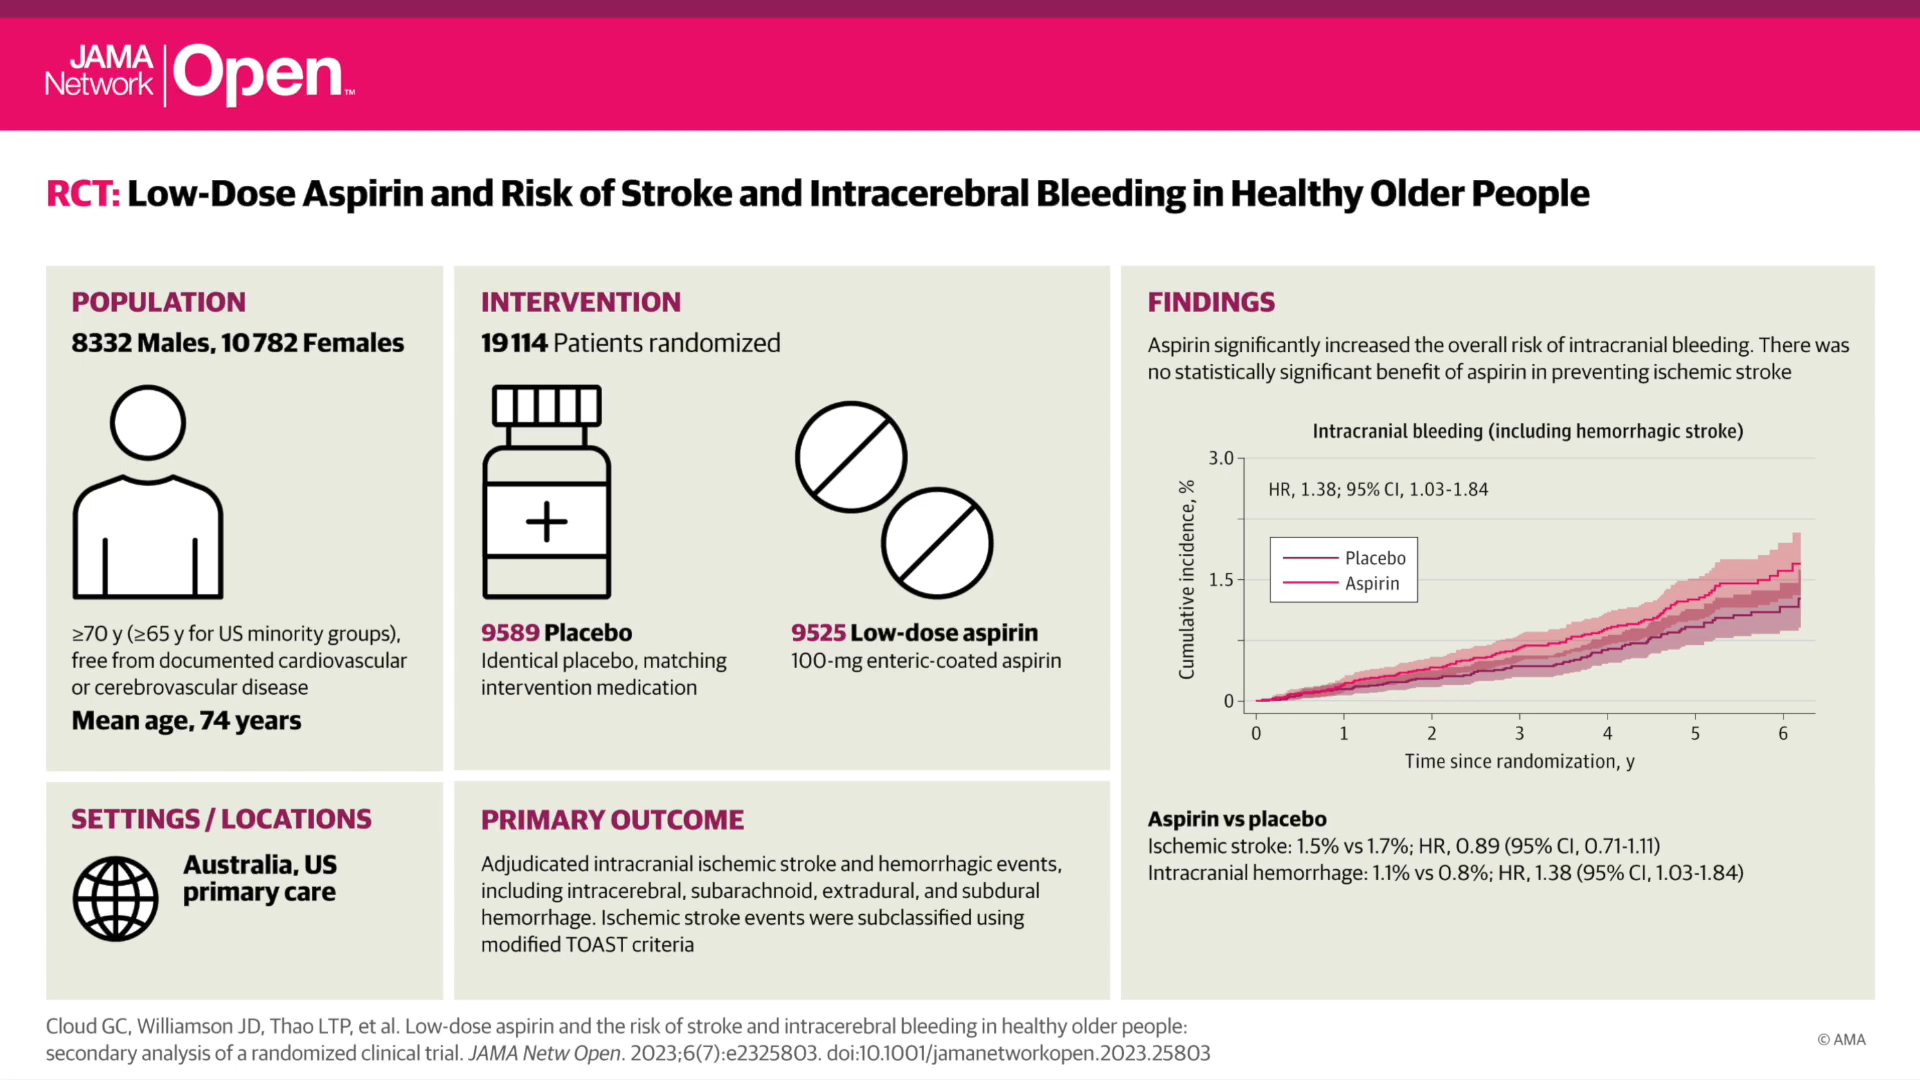 JAMA
Network
Open™
RCT: Low-Dose Aspirin and Risk of Stroke and Intracerebral Bleeding in Healthy Older People
POPULATION
8332 Males, 10 782 Females
≥70 y (≥65 y for US minority groups),
free from documented cardiovascular
or cerebrovascular disease
Mean age, 74 years
INTERVENTION
19 114 Patients randomized
9589 Placebo
Identical placebo, matching
intervention medication
9525 Low-dose aspirin
100-mg enteric-coated aspirin
SETTINGS / LOCATIONS
Australia, US
primary care
PRIMARY OUTCOME
Adjudicated intracranial ischemic stroke and hemorrhagic events,
including intracerebral, subarachnoid, extradural, and subdural
hemorrhage. Ischemic stroke events were subclassified using
modified TOAST criteria
FINDINGS
Aspirin significantly increased the overall risk of intracranial bleeding. There was
no statistically significant benefit of aspirin in preventing ischemic stroke
Intracranial bleeding (including hemorrhagic stroke)
Cumulative incidence, %
3.0
1.5
0
HR, 1.38; 95% CI, 1.03-1.84
Placebo
Aspirin
0 1 2 3 4 5 6
Time since randomization, y
Aspirin vs placebo
Ischemic stroke: 1.5% vs 1.7%; HR, 0.89 (95% CI, 0.71-1.11)
Intracranial hemorrhage: 1.1% vs 0.8%; HR, 1.38 (95% CI, 1.03-1.84)
Cloud GC, Williamson JD, Thao LTP, et al. Low-dose aspirin and the risk of stroke and intracerebral bleeding in healthy older people:
secondary analysis of a randomized clinical trial. JAMA Netw Open. 2023;6(7):e2325803. doi:10.1001/jamanetworkopen.2023.25803
© AMA